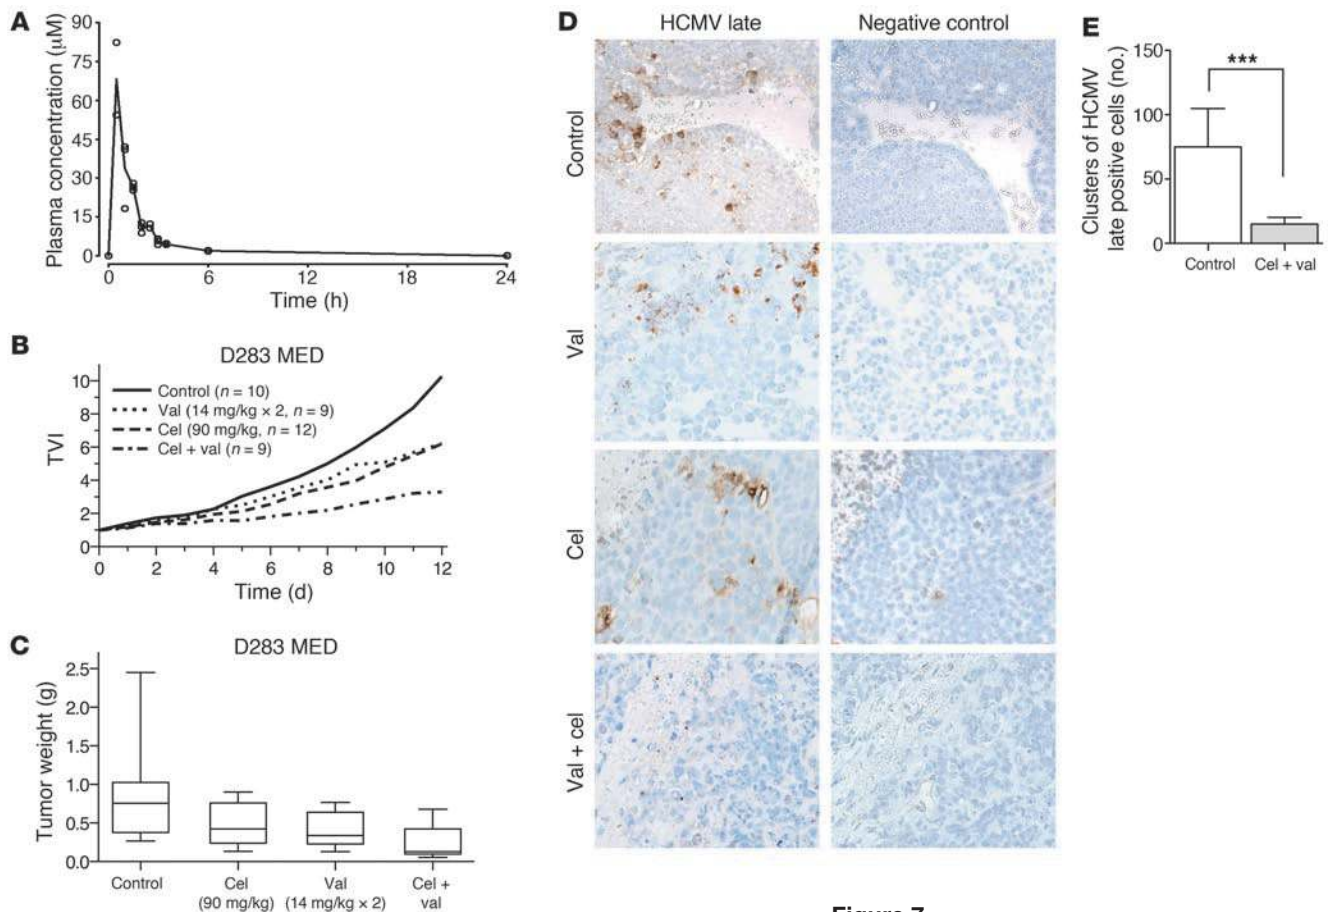 A
Plasma concentration (μM)
90
75
60
45
30
15
0
0 6 12 18 24
Time (h)
B
D283 MED
TVI
10
8
6
4
2
0
Control (n = 10)
Val (14 mg/kg × 2, n = 9)
Cel (90 mg/kg, n = 12)
Cel + val (n = 9)
0 2 4 6 8 10 12
Time (d)
C
D283 MED
Tumor weight (g)
2.5
2.0
1.5
1.0
0.5
0.0
Control Cel Val Cel +
(90 mg/kg) (14 mg/kg × 2) val
D
HCMV late Negative control
Control
Val
Cel
Val + cel
E
Clusters of HCMV
late positive cells (no.)
150
100
50
0
***
Control Cel + val
Figure 7